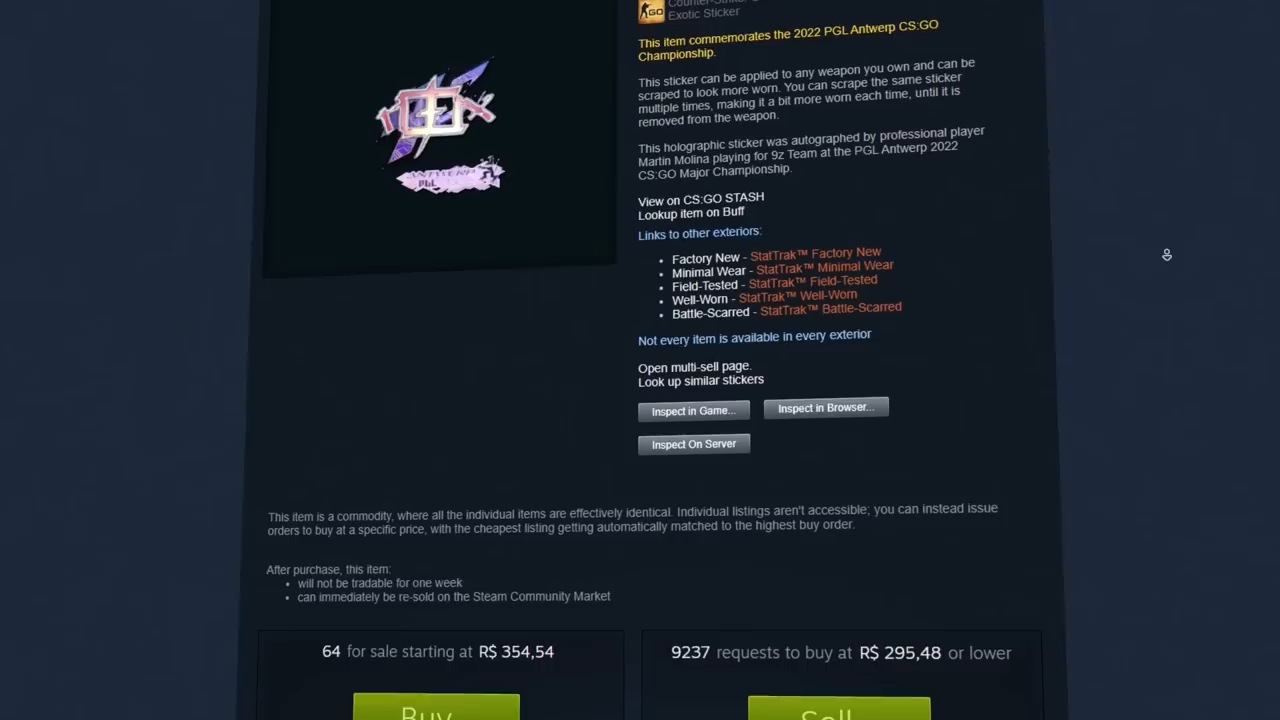 Counter-Strike:
Exotic Sticker
This item commemorates the 2022 PGL Antwerp CS:GO
Championship.
This sticker can be applied to any weapon you own and can be
scraped to look more worn. You can scrape the same sticker
multiple times, making it a bit more worn each time, until it is
removed from the weapon.
This holographic sticker was autographed by professional player
Martin Molina playing for 9z Team at the PGL Antwerp 2022
CS:GO Major Championship.
View on CS:GO STASH
Lookup item on Buff
Links to other exteriors:
Factory New - StatTrak™ Factory New
Minimal Wear - StatTrak™ Minimal Wear
Field-Tested - StatTrak™ Field-Tested
Well-Worn - StatTrak™ Well-Worn
Battle-Scarred - StatTrak™ Battle-Scarred
Not every item is available in every exterior
Open multi-sell page.
Look up similar stickers
Inspect in Game...
Inspect in Browser...
Inspect On Server
This item is a commodity, where all the individual items are effectively identical. Individual listings aren't accessible; you can instead issue
orders to buy at a specific price, with the cheapest listing getting automatically matched to the highest buy order.
After purchase, this item:
will not be tradable for one week
can immediately be re-sold on the Steam Community Market
64 for sale starting at R$ 354,54
9237 requests to buy at R$ 295,48 or lower
Buy
Sell
ANTWERP
PGL